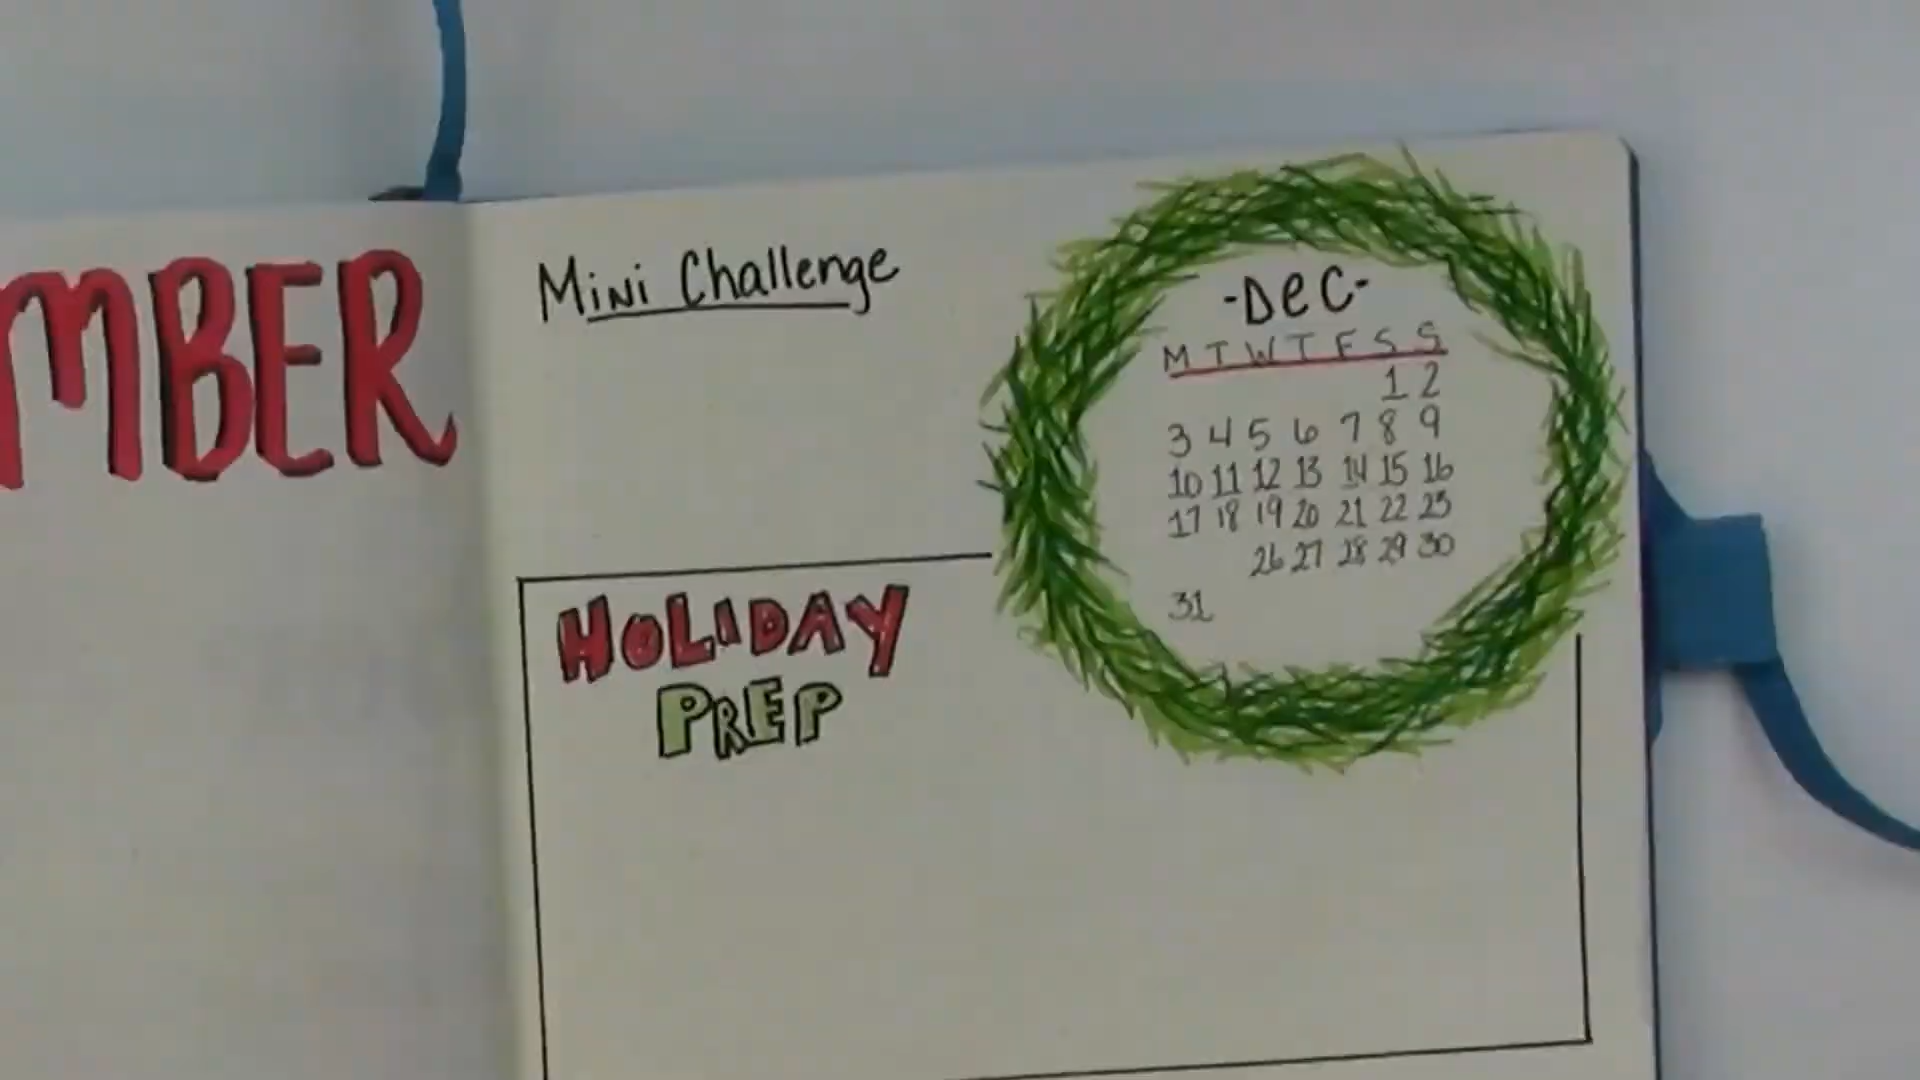 MBER
Mini Challenge
-Dec-
M T W T F S S
1 2
3 4 5 6 7 8 9
10 11 12 13 14 15 16
17 18 19 20 21 22 23
26 27 28 29 30
31
HOLIDAY
PREP